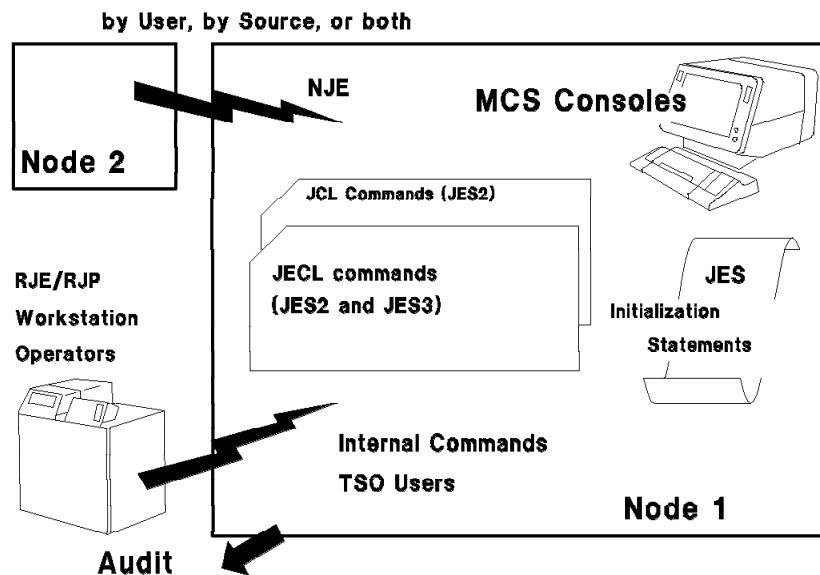 by User, by Source, or both
NJE
MCS Consoles
Node 2
JCL Commands (JES2)
JECL commands
(JES2 and JES3)
JES
Initialization
Statements
RJE/RJP
Workstation
Operators
Internal Commands
TSO Users
Node 1
Audit